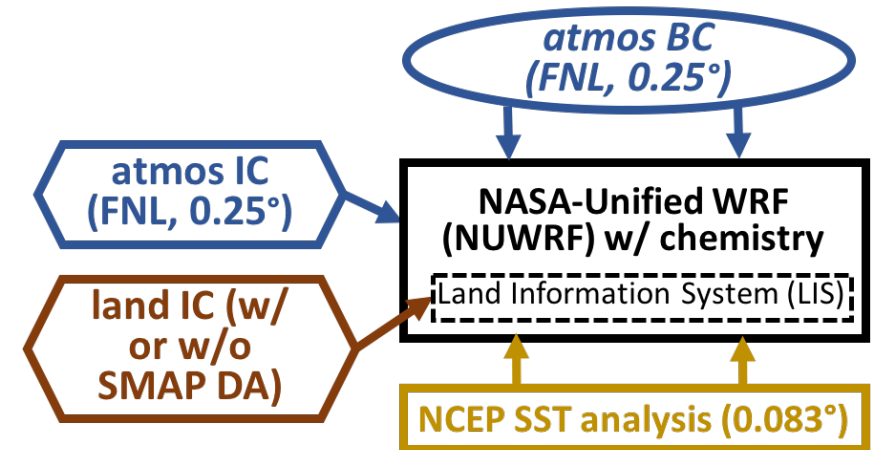 atmos BC
(FNL, 0.25°)
atmos IC
(FNL, 0.25°)
NASA-Unified WRF
(NUWRF) w/ chemistry
Land Information System (LIS)
land IC (w/
or w/o
SMAP DA)
NCEP SST analysis (0.083°)